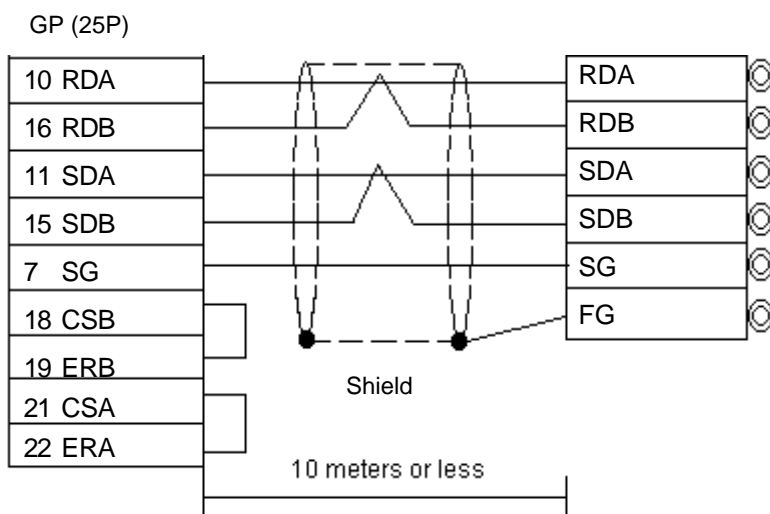 GP (25P)
10 RDA
RDA
16 RDB
RDB
11 SDA
SDA
15 SDB
SDB
7 SG
SG
18 CSB
FG
19 ERB
Shield
21 CSA
22 ERA
10 meters or less